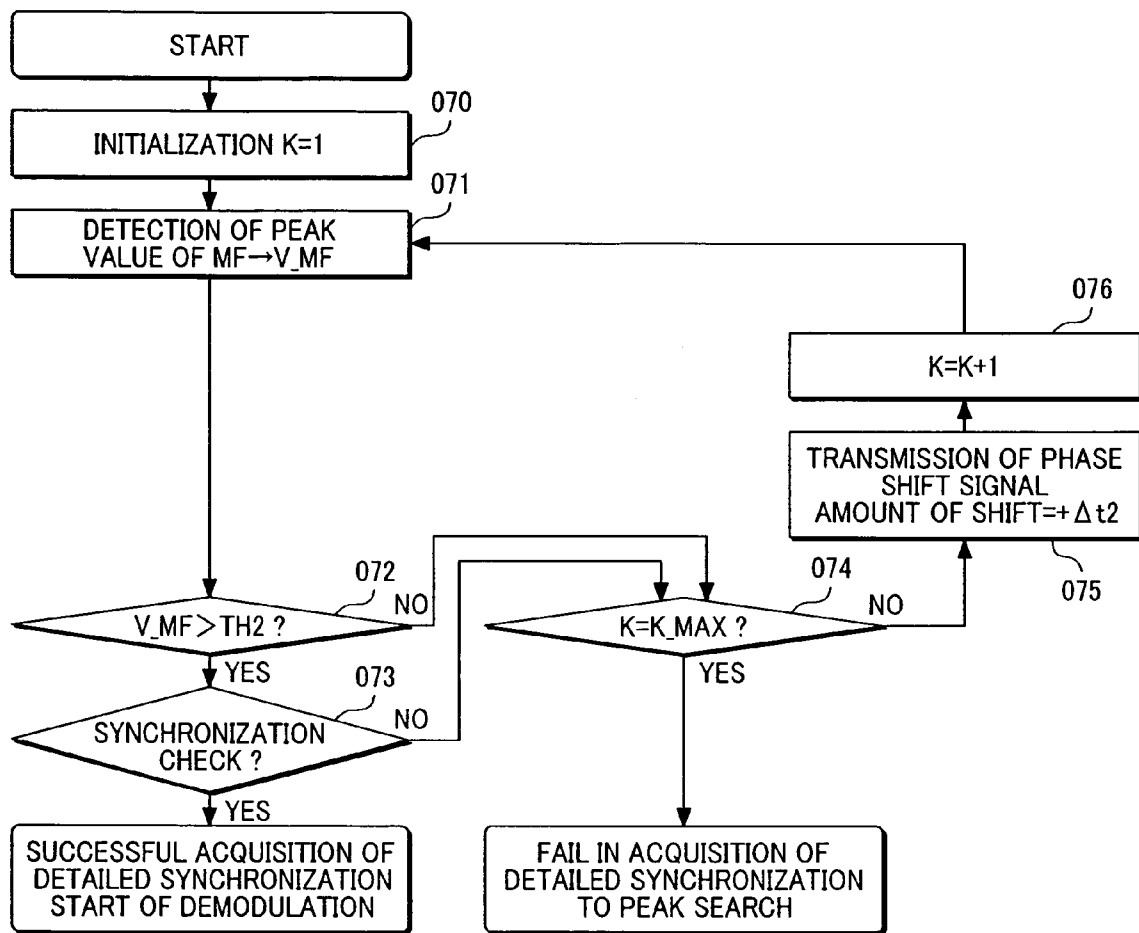 START
070
INITIALIZATION K=1
071
DETECTION OF PEAK
VALUE OF MF→V_MF
076
K=K+1
TRANSMISSION OF PHASE
SHIFT SIGNAL
AMOUNT OF SHIFT=+Δt2
075
072
V_MF>TH2 ?
NO
YES
074
K=K_MAX ?
NO
YES
073
SYNCHRONIZATION
CHECK ?
NO
YES
SUCCESSFUL ACQUISITION OF
DETAILED SYNCHRONIZATION
START OF DEMODULATION
FAIL IN ACQUISITION OF
DETAILED SYNCHRONIZATION
TO PEAK SEARCH